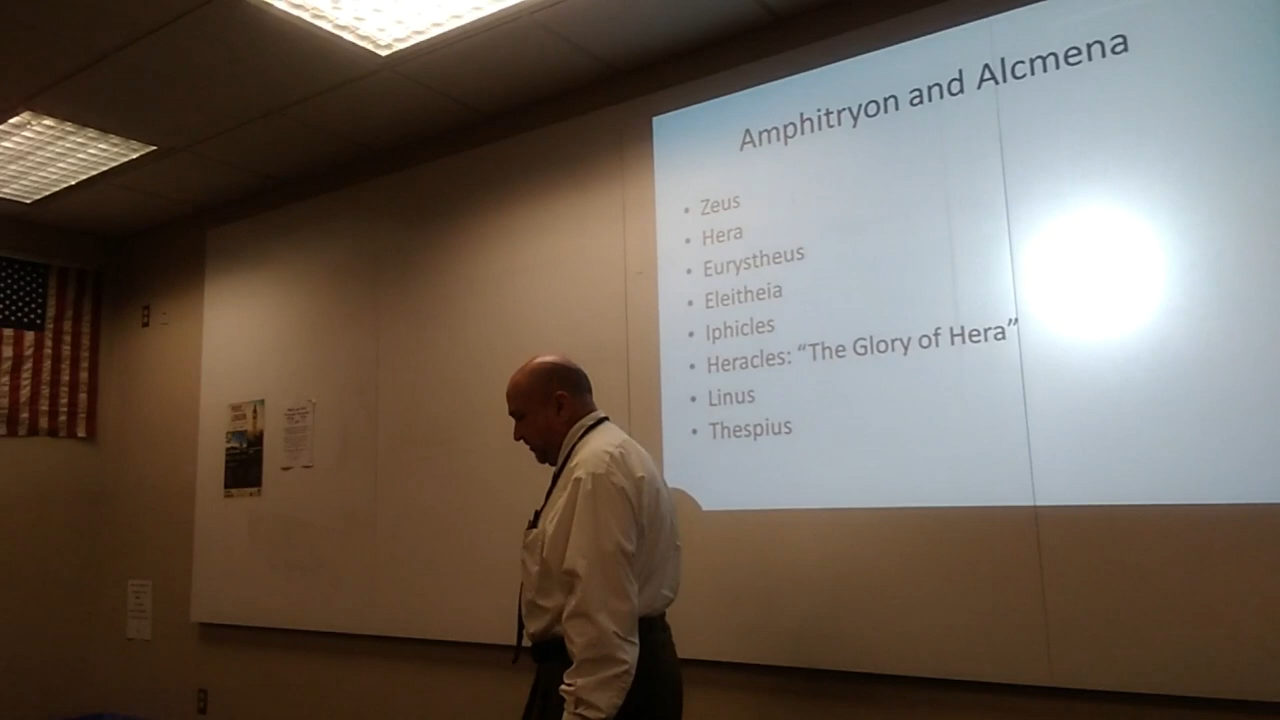 Amphitryon and Alcmena
• Zeus
• Hera
• Eurystheus
• Eleitheia
• Iphicles
• Heracles: “The Glory of Hera”
• Linus
• Thespius